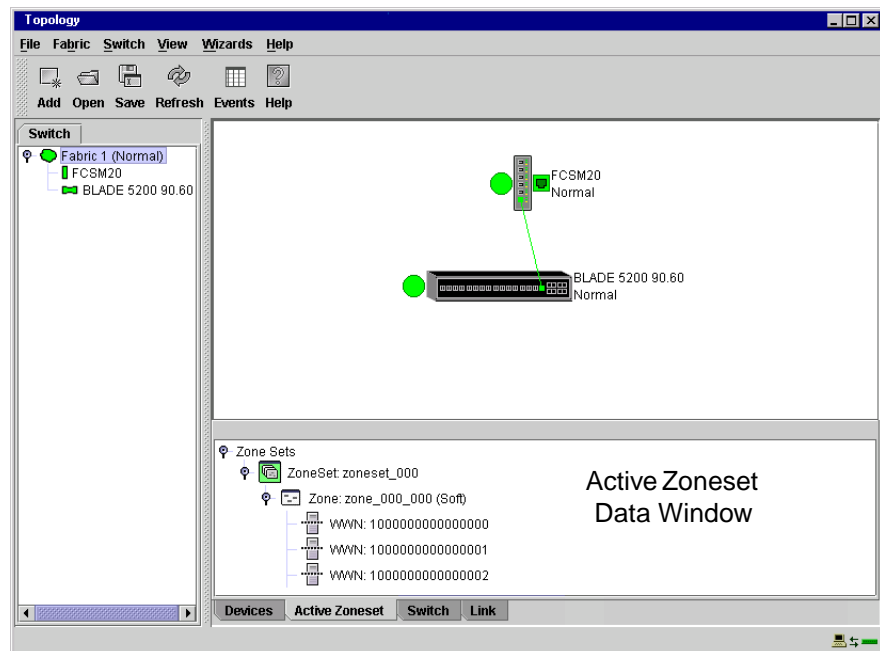 Topology
File Fabric Switch View Wizards Help
Add Open Save Refresh Events Help
Switch
Fabric 1 (Normal)
FCSM20
BLADE 5200 90.60
FCSM20
Normal
BLADE 5200 90.60
Normal
Zone Sets
ZoneSet: zoneset_000
Zone: zone_000_000 (Soft)
WWN: 1000000000000000
WWN: 1000000000000001
WWN: 1000000000000002
Active Zoneset
Data Window
Devices Active Zoneset Switch Link